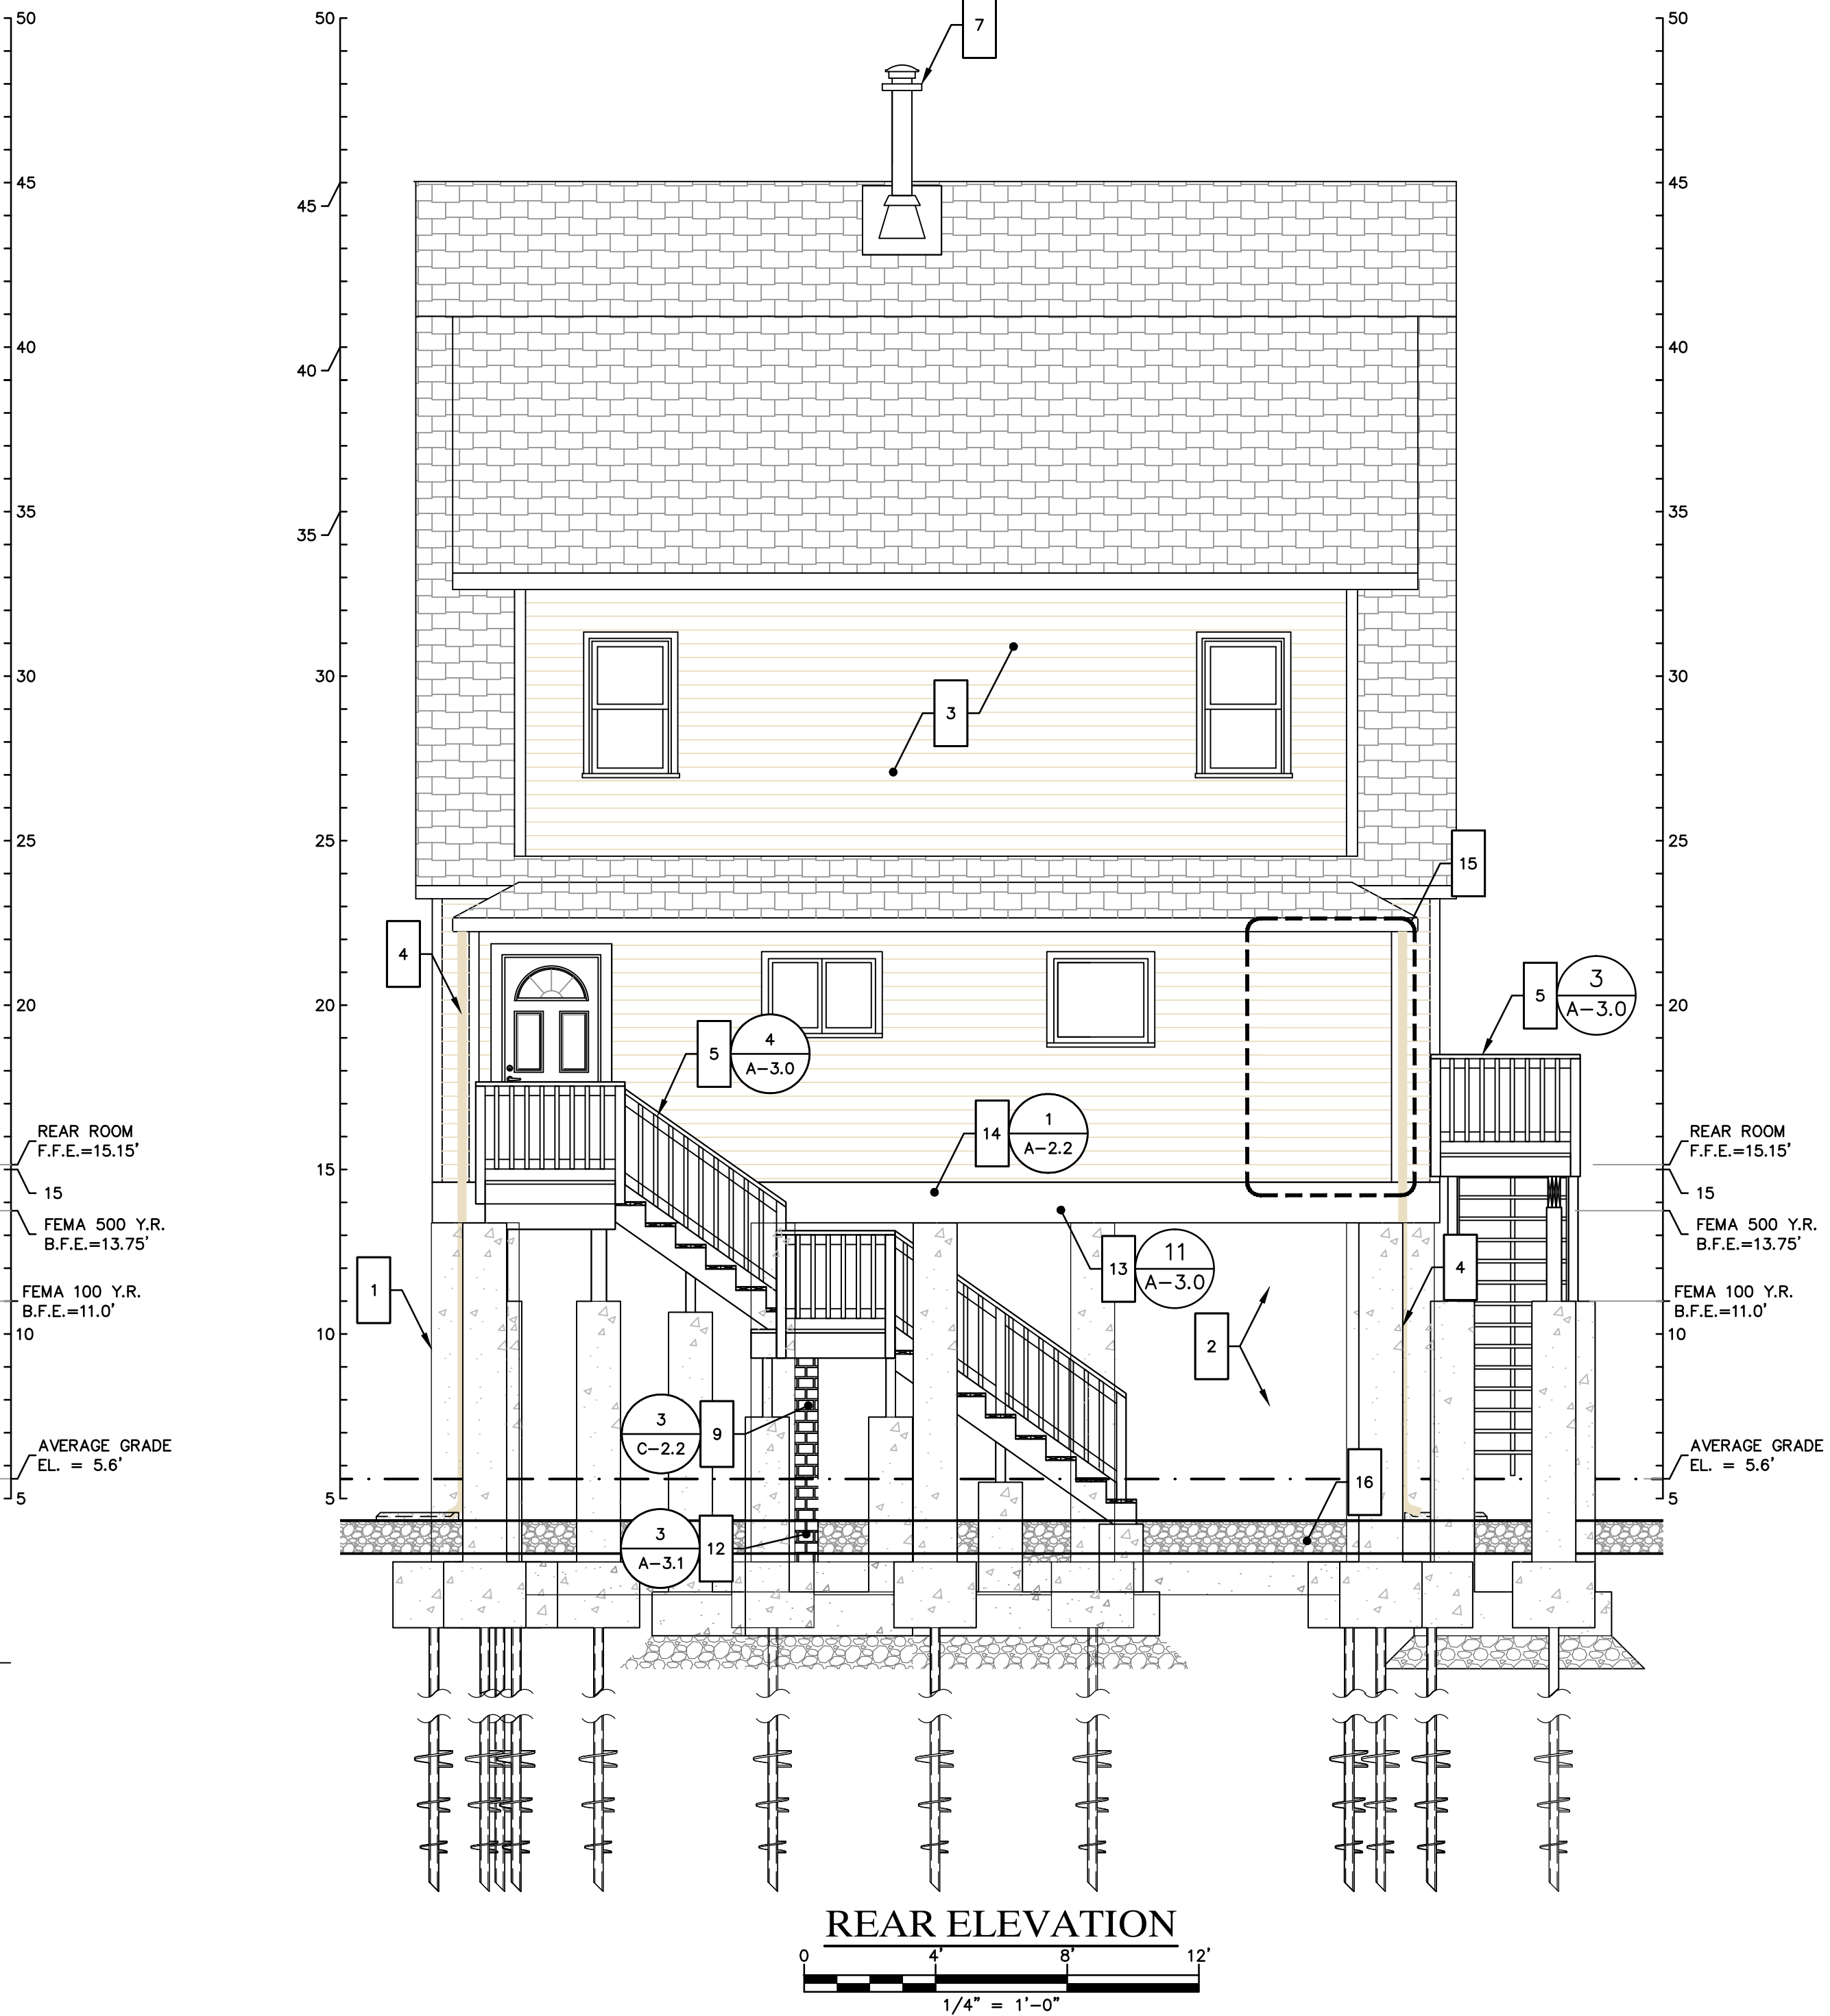 50
50
50
7
45
45
45
40
40
40
35
35
35
30
30
30
3
25
25
25
15
4
20
20
20
5
3
A-3.0
5
4
A-3.0
14
1
A-2.2
REAR ROOM
F.F.E.=15.15'
15
15
REAR ROOM
F.F.E.=15.15'
15
FEMA 500 Y.R.
B.F.E.=13.75'
FEMA 500 Y.R.
B.F.E.=13.75'
13
11
A-3.0
4
1
FEMA 100 Y.R.
B.F.E.=11.0'
FEMA 100 Y.R.
B.F.E.=11.0'
10
10
10
2
3
C-2.2
9
AVERAGE GRADE
EL. = 5.6'
AVERAGE GRADE
EL. = 5.6'
5
5
5
16
3
A-3.1
12
45
40
35
REAR ELEVATION
0 4' 8' 12'
1/4" = 1'-0"